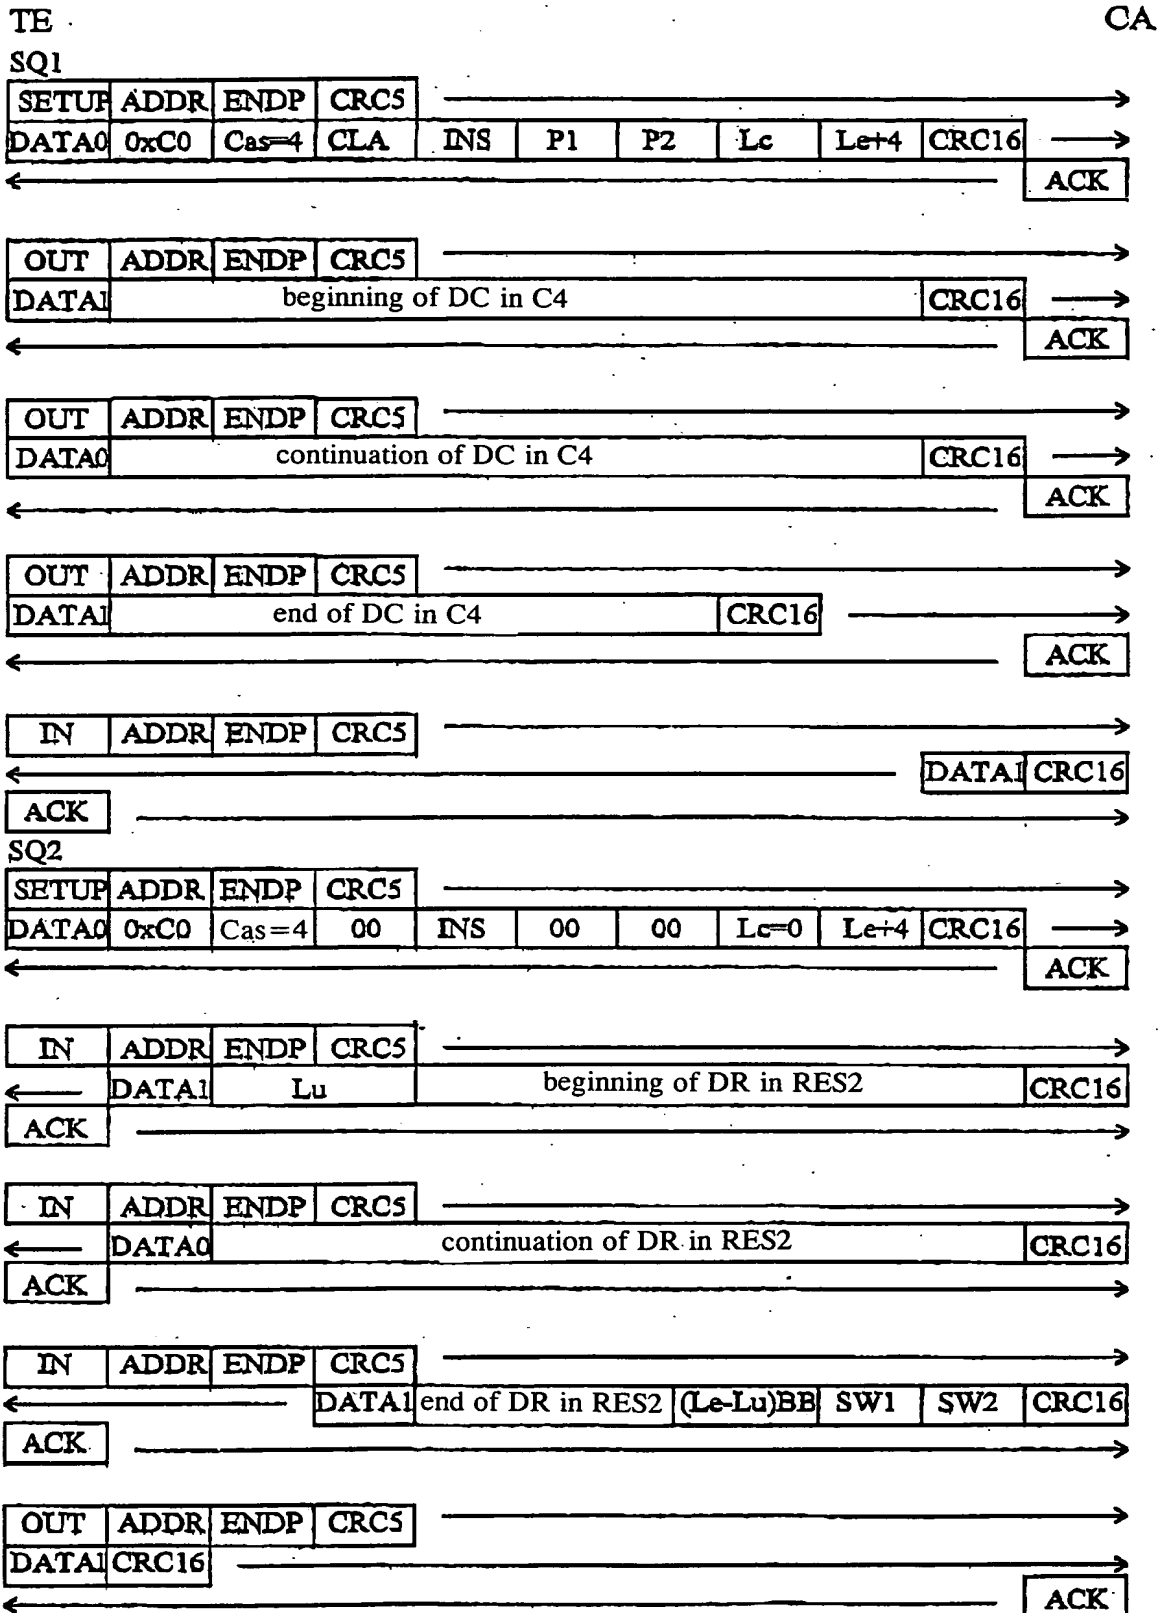 TE CA
SQ1
SETUP ADDR ENDP CRC5
DATA0 0xC0 Cas=4 CLA INS P1 P2 Lc Le+4 CRC16
ACK
OUT ADDR ENDP CRC5
DATA1 beginning of DC in C4 CRC16
ACK
OUT ADDR ENDP CRC5
DATA0 continuation of DC in C4 CRC16
ACK
OUT ADDR ENDP CRC5
DATA1 end of DC in C4 CRC16
ACK
IN ADDR ENDP CRC5
DATA1 CRC16
ACK
SQ2
SETUP ADDR ENDP CRC5
DATA0 0xC0 Cas=4 00 INS 00 00 Lc=0 Le+4 CRC16
ACK
IN ADDR ENDP CRC5
DATA1 Lu beginning of DR in RES2 CRC16
ACK
IN ADDR ENDP CRC5
DATA0 continuation of DR in RES2 CRC16
ACK
IN ADDR ENDP CRC5
DATA1 end of DR in RES2 (Le-Lu)BB SW1 SW2 CRC16
ACK
OUT ADDR ENDP CRC5
DATA1 CRC16
ACK